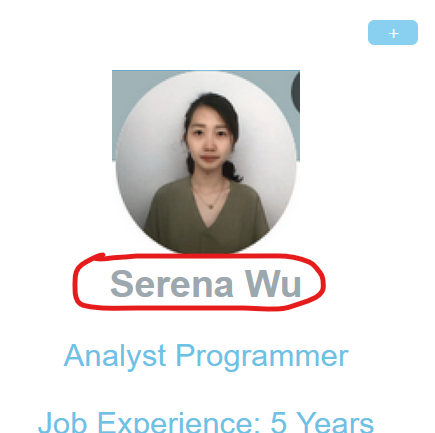 +
Serena Wu
Analyst Programmer
Job Experience: 5 Years